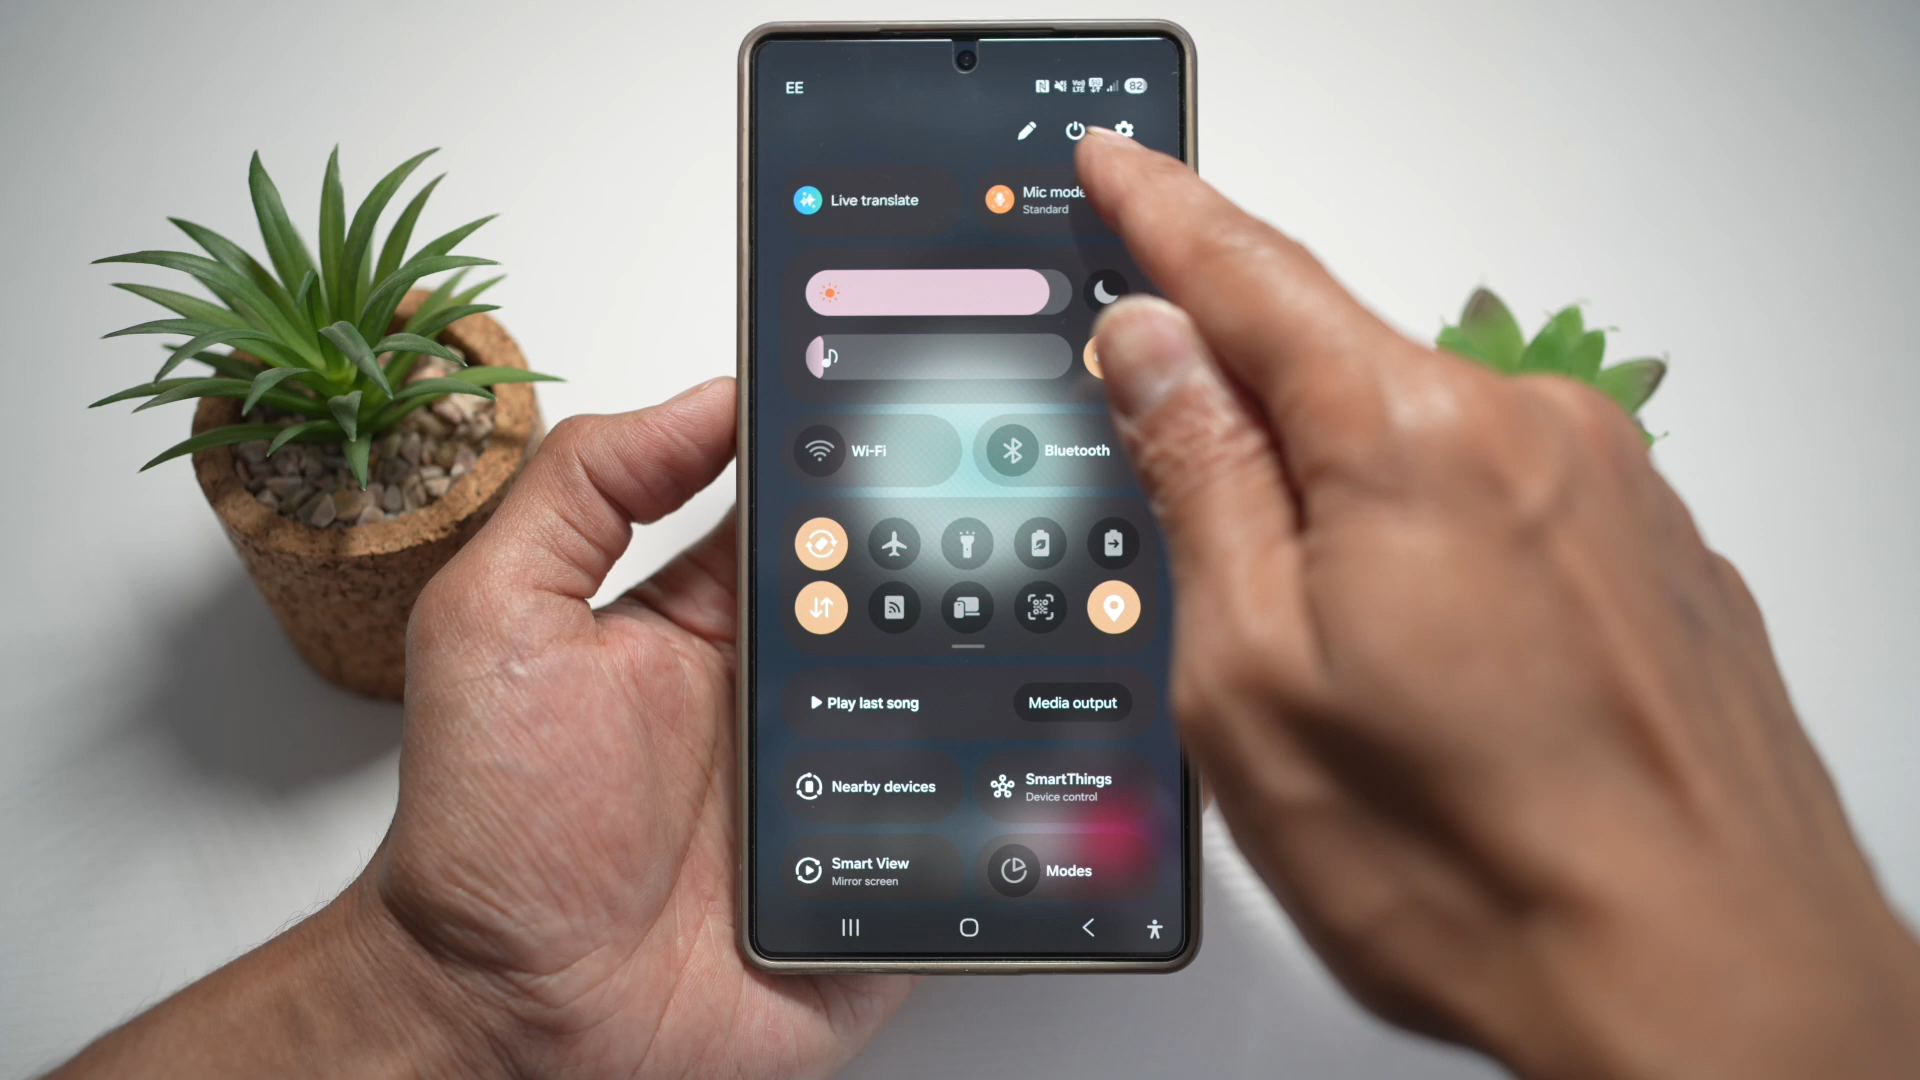 EE
82
Live translate
Mic mode
Standard
Wi-Fi
Bluetooth
Play last song
Media output
Nearby devices
SmartThings
Device control
Smart View
Mirror screen
Modes